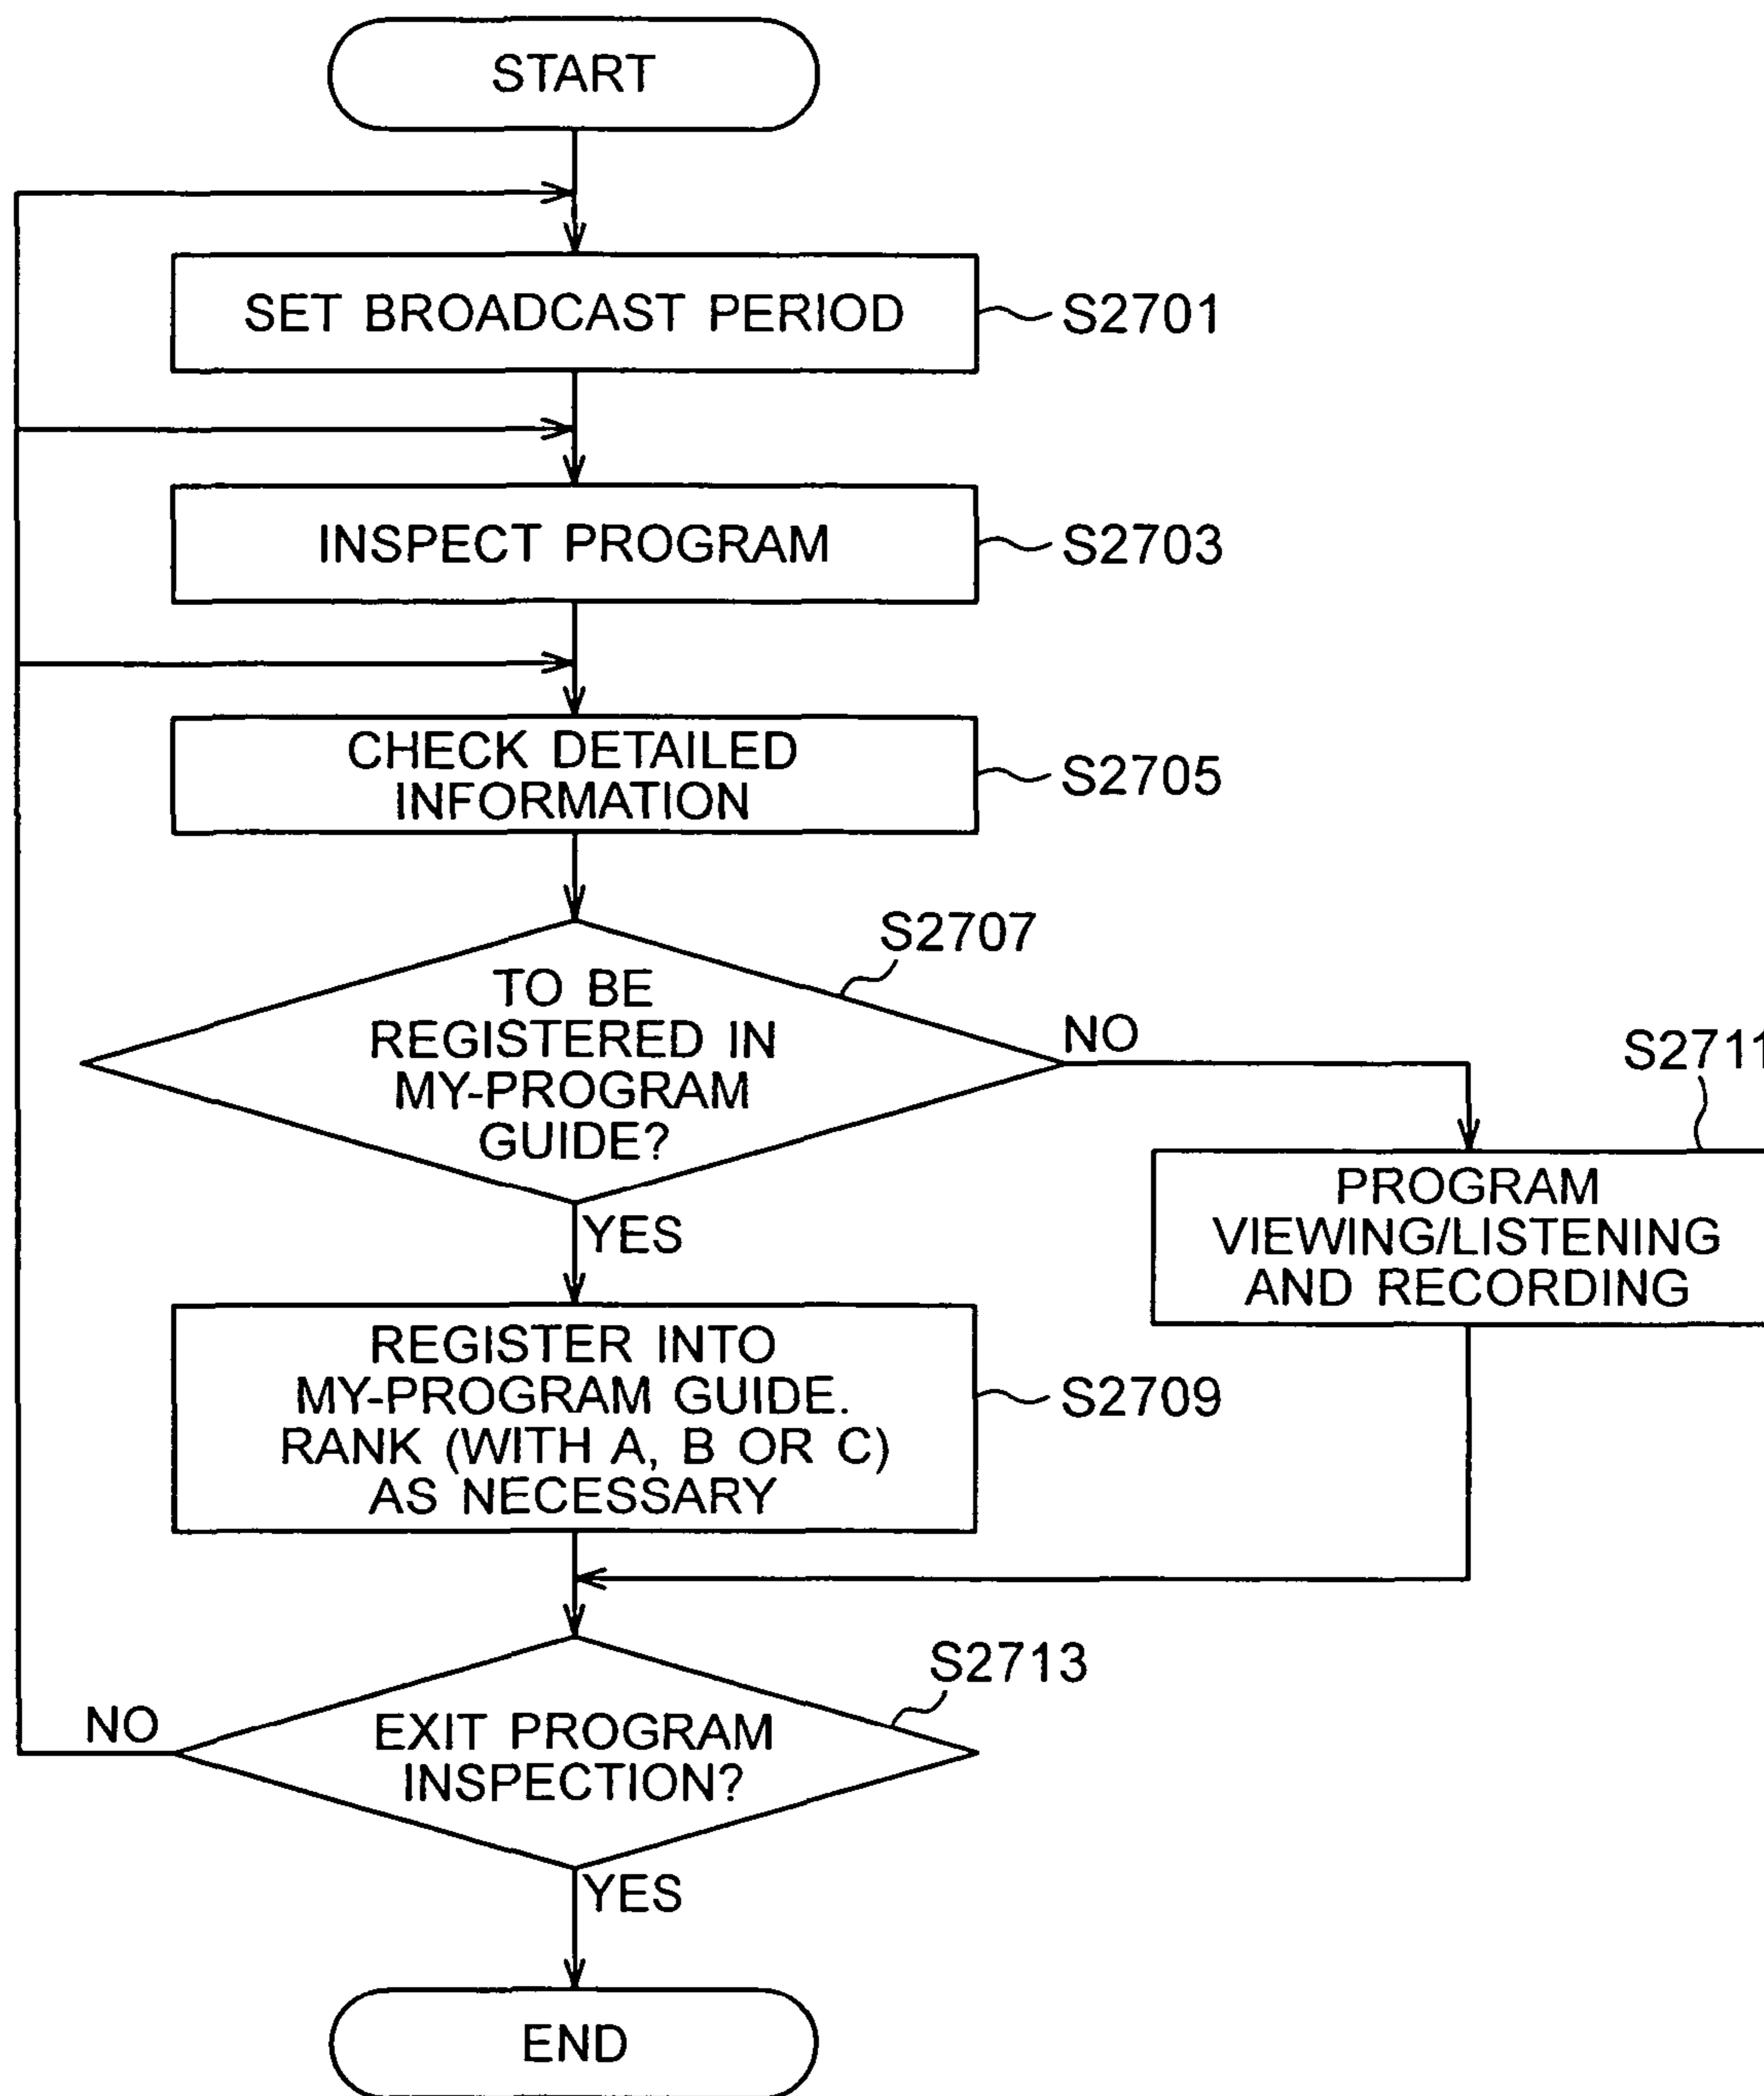 START
SET BROADCAST PERIOD
S2701
INSPECT PROGRAM
S2703
CHECK DETAILED
INFORMATION
S2705
S2707
TO BE
REGISTERED IN
MY-PROGRAM
GUIDE?
NO
S2711
PROGRAM
VIEWING/LISTENING
AND RECORDING
YES
REGISTER INTO
MY-PROGRAM GUIDE.
RANK (WITH A, B OR C)
AS NECESSARY
S2709
S2713
EXIT PROGRAM
INSPECTION?
NO
YES
END